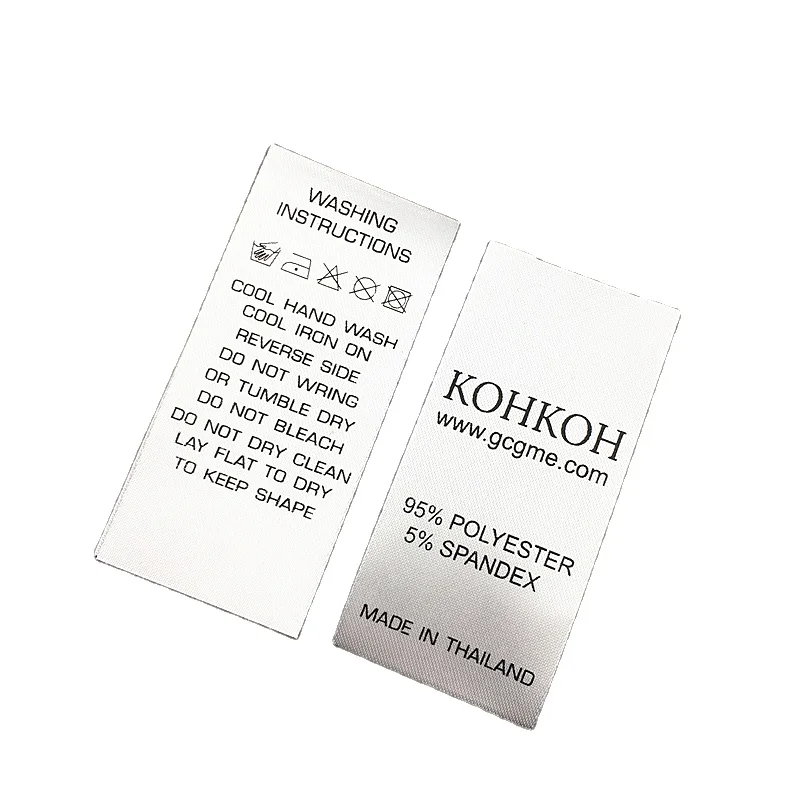 WASHING
INSTRUCTIONS
COOL HAND WASH
COOL IRON ON
REVERSE SIDE
DO NOT WRING
OR TUMBLE DRY
DO NOT BLEACH
DO NOT DRY CLEAN
LAY FLAT TO DRY
TO KEEP SHAPE
KOHKOH
www.gcgme.com
95% POLYESTER
5% SPANDEX
MADE IN THAILAND